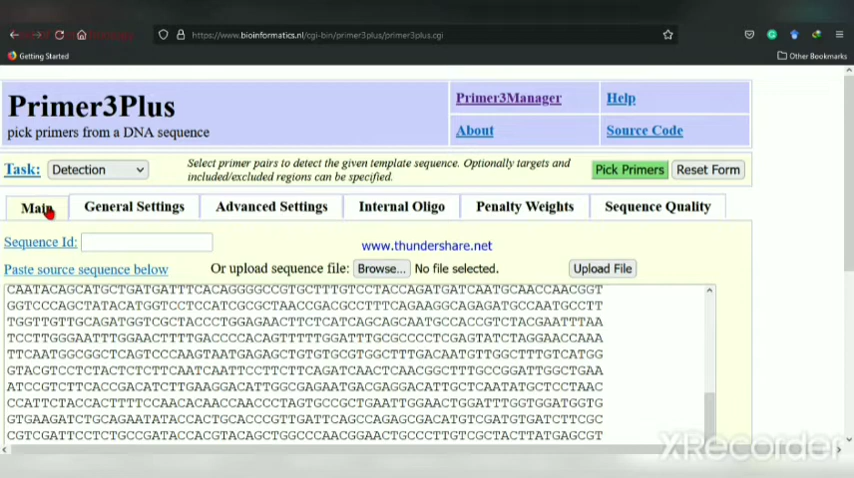 https://www.bioinformatics.nl/cgi-bin/primer3plus/primer3plus.cgi
Getting Started
Other Bookmarks
Primer3Plus
pick primers from a DNA sequence
Primer3Manager
Help
About
Source Code
Task:
Detection
Select primer pairs to detect the given template sequence. Optionally targets and
included/excluded regions can be specified.
Pick Primers
Reset Form
Main
General Settings
Advanced Settings
Internal Oligo
Penalty Weights
Sequence Quality
Sequence Id:
www.thundershare.net
Paste source sequence below
Or upload sequence file:
Browse...
No file selected.
Upload File
CAATACAGCATGCTGATGATTTCACAGGGGCCGTGCTTTGTCCTACCAGATGATCAATGCAACCAACGGT
GGTCCCAGCTATACATGGTCCTCCATCGCGCTAACCGACGCCTTTCAGAAGGCAGAGATGCCAATGCCTT
TGGTTGTTGCAGATGGTCGCTACCCTGGAGAACTTCTCATCAGCAGCAATGCCACCGTCTACGAATTTAA
TCCTTGGGAATTTGGAACTTTTGACCCCACAGTTTTTGGATTTGCGCCCCTCGAGTATCTAGGAACCAAA
TTCAATGGCGGCTCAGTCCCAAGTAATGAGAGCTGTGTGCGTGGCTTTGACAATGTTGGCTTTGTCATGG
GTACGTCCTCTACTCTCTTCAATCAATTCCTTCTTCAGATCAACTCAACGGCTTTGCCGGATTGGCTGAA
ATCCGTCTTCACCGACATCTTGAAGGACATTGGCGAGAATGACGAGGACATTGCTCAATATGCTCCTAAC
CCATTCTACCACTTTTCCAACACAACCAACCCTAGTGCCGCTGAATTGGAACTGGATTTGGTGGATGGTG
GTGAAGATCTGCAGAATATACCACTGCACCCGTTGATTCAGCCAGAGCGACATGTCGATGTGATCTTCGC
CGTCGATTCCTCTGCCGATACCACGTACAGCTGGCCCAACGGAACTGCCCTTGTCGCTACTTATGAGCGT
XRecorder